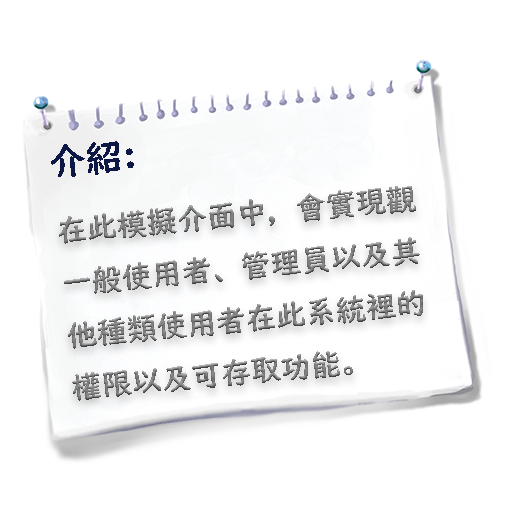 介紹：
在此模擬介面中，會實現觀
一般使用者、管理員以及其
他種類使用者在此系統裡的
權限以及可存取功能。